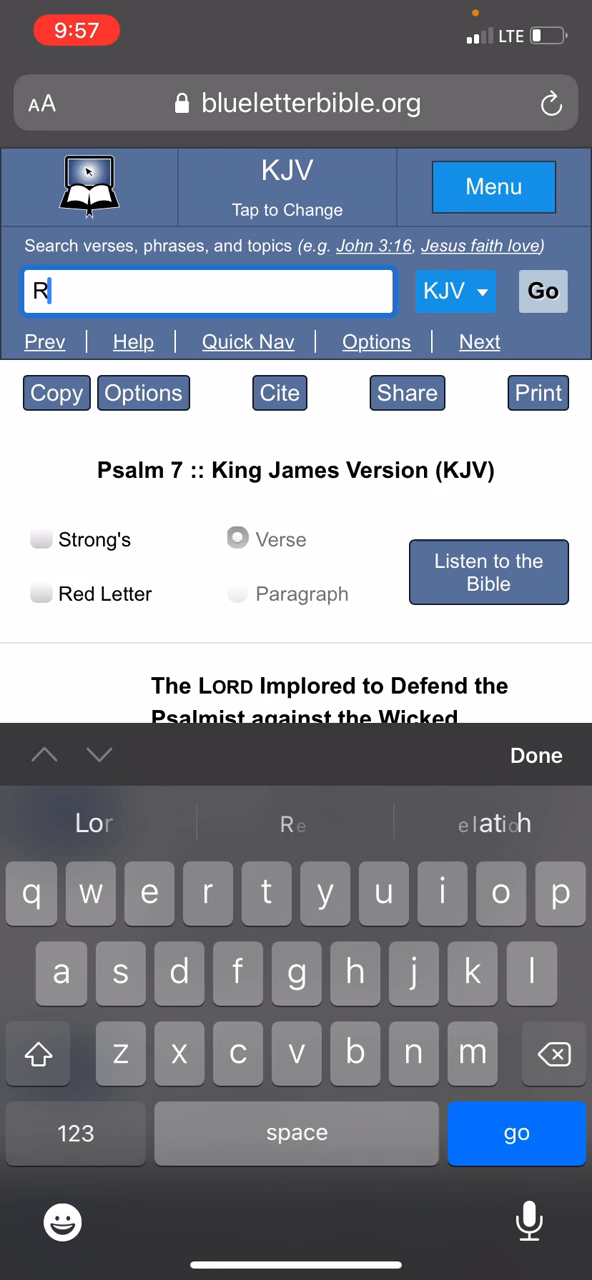 9:57
LTE
AA
blueletterbible.org
KJV
Tap to Change
Menu
Search verses, phrases, and topics (e.g. John 3:16, Jesus faith love)
R
KJV
Go
Prev
Help
Quick Nav
Options
Next
Copy
Options
Cite
Share
Print
Psalm 7 :: King James Version (KJV)
Strong's
Verse
Listen to the
Bible
Red Letter
Paragraph
The LORD Implored to Defend the
Psalmist against the Wicked
Done
Lor
Re
q w e r t y u i o p
a s d f g h j k l
z x c v b n m
123
space
go